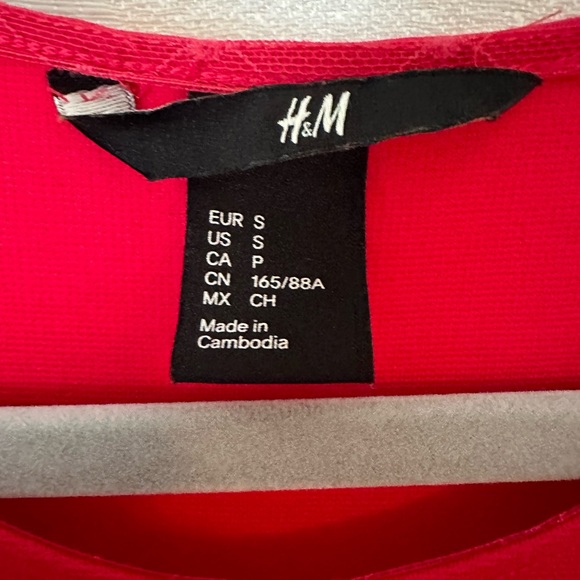 H&M
EUR S
US S
CA P
CN 165/88A
MX CH
Made in
Cambodia